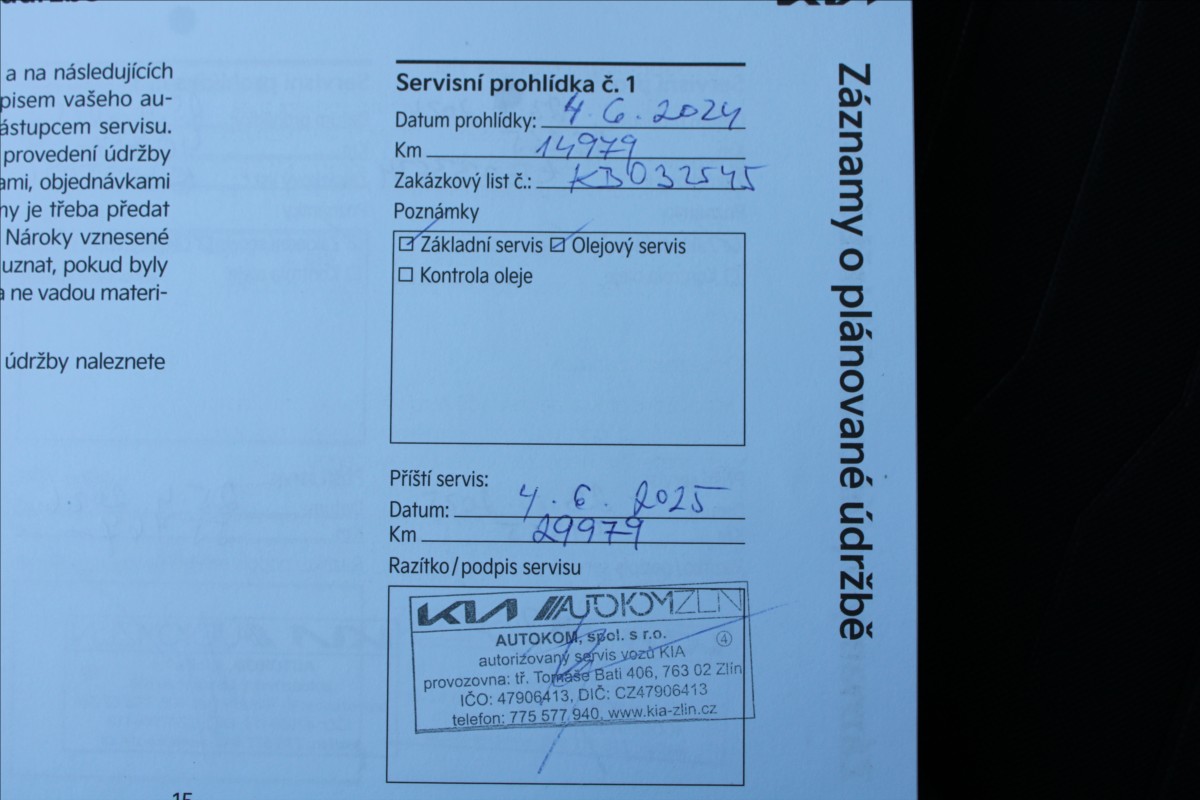 a na následujících
pisem vašeho au-
ástupcem servisu.
provedení údržby
ami, objednávkami
ny je třeba předat
Nároky vznesené
uznat, pokud byly
a ne vadou materi-
údržby naleznete
15
Servisní prohlídka č. 1
Datum prohlídky: 4. 6. 2024
Km 14979
Zakázkový list č.: KB032545
Poznámky
Základní servis Olejový servis
Kontrola oleje
Příští servis:
Datum: 4. 6. 2025
Km 29979
Razítko/podpis servisu
KIA AUTOKOM ZLÍN
AUTOKOM, spol. s r.o. 4
autorizovaný servis vozů KIA
provozovna: tř. Tomáše Bati 406, 763 02 Zlín
IČO: 47906413, DIČ: CZ47906413
telefon: 775 577 940, www.kia-zlin.cz
Záznamy o plánované údržbě